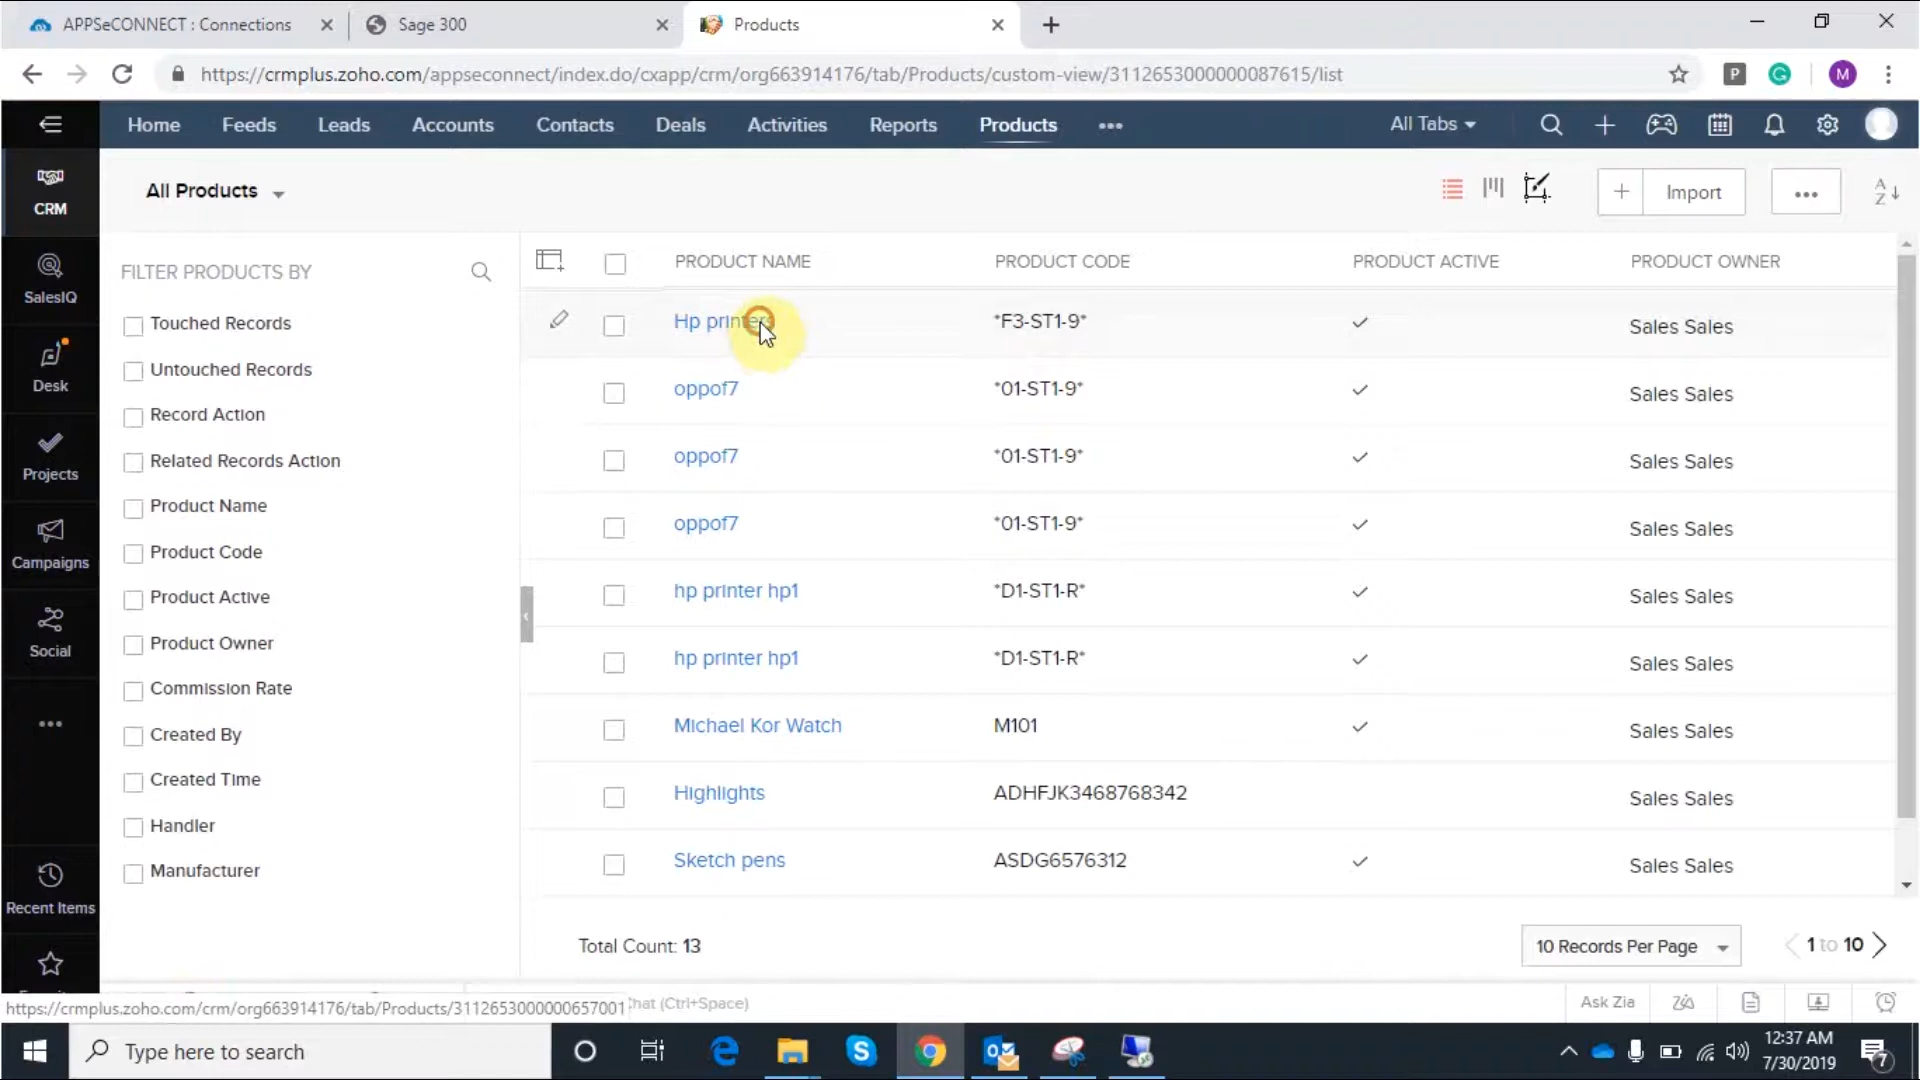 APPSeCONNECT : Connections
Sage 300
Products
https://crmplus.zoho.com/appseconnect/index.do/cxapp/crm/org663914176/tab/Products/custom-view/3112653000000087615/list
P
M
Home Feeds Leads Accounts Contacts Deals Activities Reports Products All Tabs
CRM
SalesIQ
Desk
Projects
Campaigns
Social
Recent Items
All Products
Import
A
Z
FILTER PRODUCTS BY
Touched Records
Untouched Records
Record Action
Related Records Action
Product Name
Product Code
Product Active
Product Owner
Commission Rate
Created By
Created Time
Handler
Manufacturer
PRODUCT NAME PRODUCT CODE PRODUCT ACTIVE PRODUCT OWNER
Hp printers *F3-ST1-9* Sales Sales
oppof7 *01-ST1-9* Sales Sales
oppof7 *01-ST1-9* Sales Sales
oppof7 *01-ST1-9* Sales Sales
hp printer hp1 *D1-ST1-R* Sales Sales
hp printer hp1 *D1-ST1-R* Sales Sales
Michael Kor Watch M101 Sales Sales
Highlights ADHFJK3468768342 Sales Sales
Sketch pens ASDG6576312 Sales Sales
Total Count: 13
10 Records Per Page
1 to 10
https://crmplus.zoho.com/crm/org663914176/tab/Products/3112653000000657001
(Ctrl+Space)
Ask Zia
Type here to search
12:37 AM
7/30/2019
7